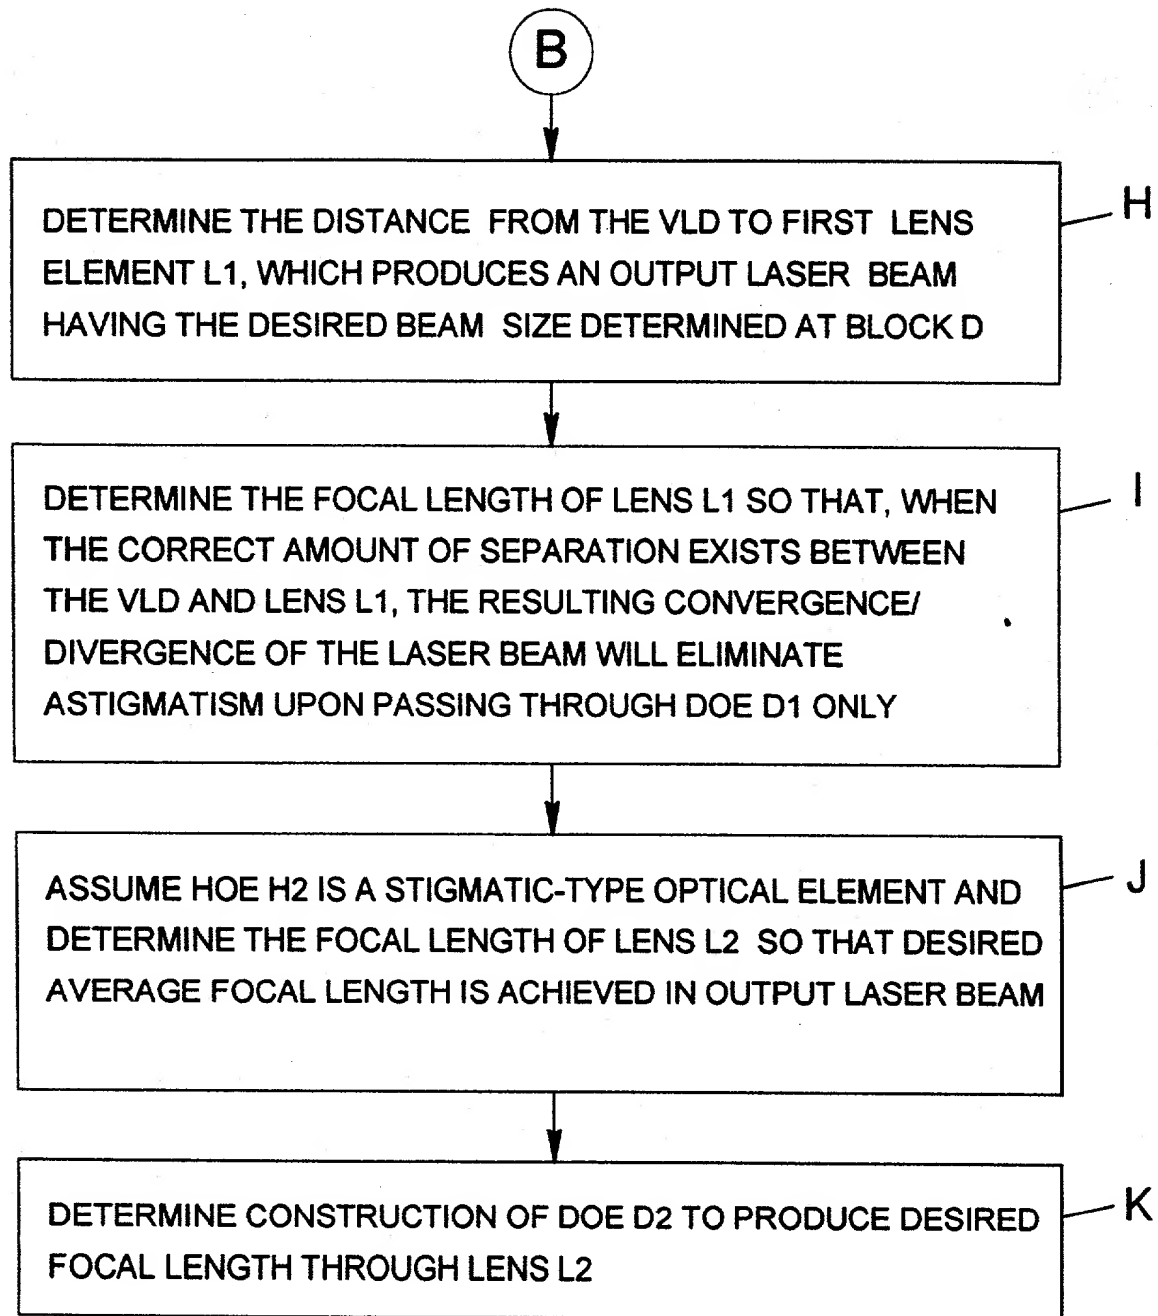 B
DETERMINE THE DISTANCE FROM THE VLD TO FIRST LENS
ELEMENT L1, WHICH PRODUCES AN OUTPUT LASER BEAM
HAVING THE DESIRED BEAM SIZE DETERMINED AT BLOCK D
H
DETERMINE THE FOCAL LENGTH OF LENS L1 SO THAT, WHEN
THE CORRECT AMOUNT OF SEPARATION EXISTS BETWEEN
THE VLD AND LENS L1, THE RESULTING CONVERGENCE/
DIVERGENCE OF THE LASER BEAM WILL ELIMINATE
ASTIGMATISM UPON PASSING THROUGH DOE D1 ONLY
I
ASSUME HOE H2 IS A STIGMATIC-TYPE OPTICAL ELEMENT AND
DETERMINE THE FOCAL LENGTH OF LENS L2 SO THAT DESIRED
AVERAGE FOCAL LENGTH IS ACHIEVED IN OUTPUT LASER BEAM
J
DETERMINE CONSTRUCTION OF DOE D2 TO PRODUCE DESIRED
FOCAL LENGTH THROUGH LENS L2
K